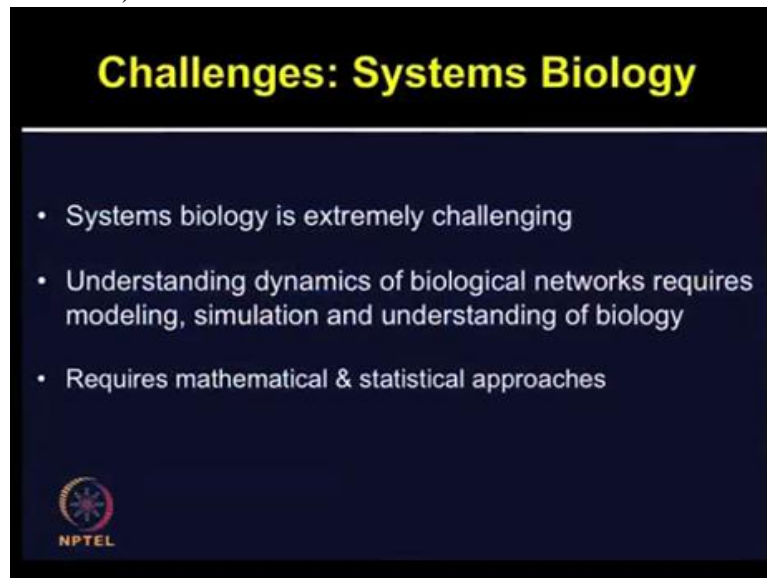 Challenges: Systems Biology
• Systems biology is extremely challenging
• Understanding dynamics of biological networks requires
modeling, simulation and understanding of biology
• Requires mathematical & statistical approaches
NPTEL